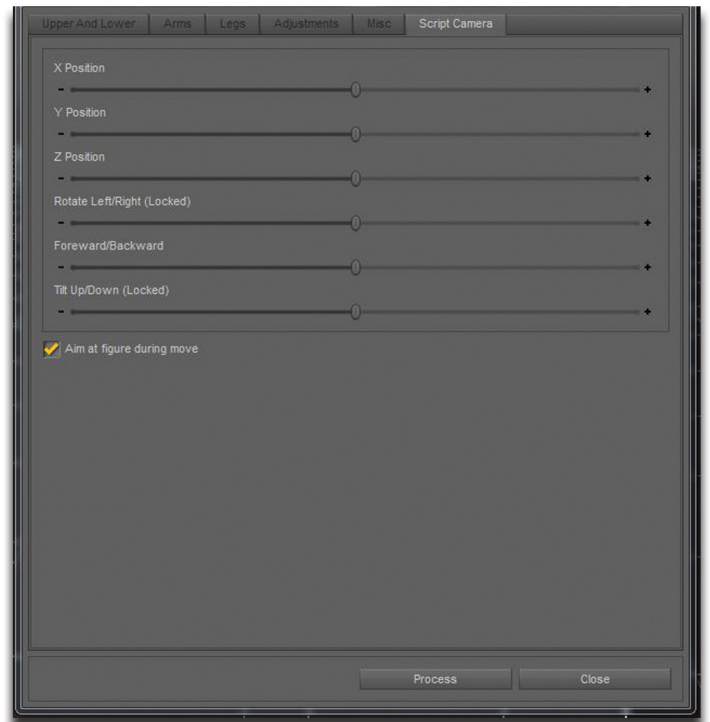 Upper And Lower Arms Legs Adjustments Misc Script Camera
X Position
- +
Y Position
- +
Z Position
- +
Rotate Left/Right (Locked)
- +
Foreward/Backward
- +
Tilt Up/Down (Locked)
- +
Aim at figure during move
Process Close